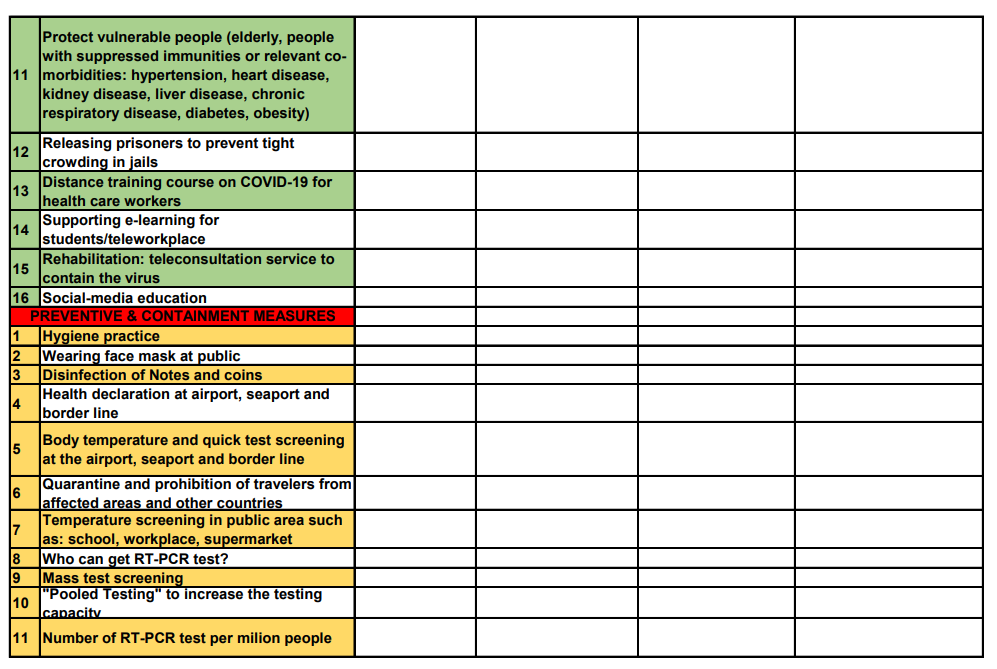 11 Protect vulnerable people (elderly, people
with suppressed immunities or relevant co-
morbidities: hypertension, heart disease,
kidney disease, liver disease, chronic
respiratory disease, diabetes, obesity)
12 Releasing prisoners to prevent tight
crowding in jails
13 Distance training course on COVID-19 for
health care workers
14 Supporting e-learning for
students/teleworkplace
15 Rehabilitation: teleconsultation service to
contain the virus
16 Social-media education
PREVENTIVE & CONTAINMENT MEASURES
1 Hygiene practice
2 Wearing face mask at public
3 Disinfection of Notes and coins
4 Health declaration at airport, seaport and
border line
5 Body temperature and quick test screening
at the airport, seaport and border line
6 Quarantine and prohibition of travelers from
affected areas and other countries
7 Temperature screening in public area such
as: school, workplace, supermarket
8 Who can get RT-PCR test?
9 Mass test screening
10 "Pooled Testing" to increase the testing
capacity
11 Number of RT-PCR test per milion people